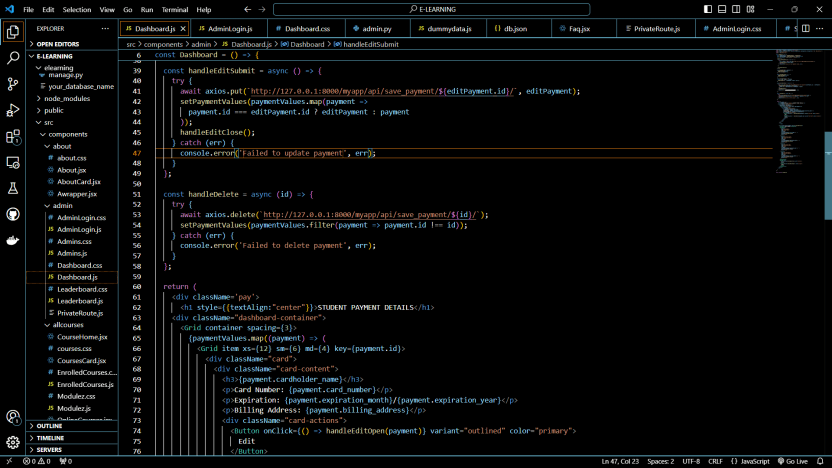 File Edit Selection View Go Run Terminal Help
E-LEARNING
EXPLORER
OPEN EDITORS
E-LEARNING
elearning
manage.py
your_database_name
node_modules
public
src
components
about
about.css
About.jsx
AboutCard.jsx
Awrapper.jsx
admin
AdminLogin.css
AdminLogin.js
Admins.css
Admins.js
Dashboard.css
Dashboard.js
Leaderboard.css
Leaderboard.js
PrivateRoute.js
allcourses
CourseHome.jsx
courses.css
CoursesCard.jsx
EnrolledCourses.c...
EnrolledCourses.js
Modulez.css
Modulez.js
OUTLINE
TIMELINE
SERVERS
Dashboard.js AdminLogin.js Dashboard.css admin.py dummydata.js db.json Faq.jsx PrivateRoute.js AdminLogin.css
src > components > admin > Dashboard.js > Dashboard > handleEditSubmit
6 const Dashboard = () => {
39 const handleEditSubmit = async () => {
40 try {
41 await axios.put(`http://127.0.0.1:8000/myapp/api/save_payment/${editPayment.id}/`, editPayment);
42 setPaymentValues(paymentValues.map(payment =>
43 payment.id === editPayment.id ? editPayment : payment
44 ));
45 handleEditClose();
46 } catch (err) {
47 console.error('Failed to update payment', err);
48 }
49 };
50
51 const handleDelete = async (id) => {
52 try {
53 await axios.delete(`http://127.0.0.1:8000/myapp/api/save_payment/${id}/`);
54 setPaymentValues(paymentValues.filter(payment => payment.id !== id));
55 } catch (err) {
56 console.error('Failed to delete payment', err);
57 }
58 };
59
60 return (
61 <div className='pay'>
62 <h1 style={{textAlign:"center"}}>STUDENT PAYMENT DETAILS</h1>
63 <div className="dashboard-container">
64 <Grid container spacing={3}>
65 {paymentValues.map((payment) => (
66 <Grid item xs={12} sm={6} md={4} key={payment.id}>
67 <div className="card">
68 <div className="card-content">
69 <h3>{payment.cardholder_name}</h3>
70 <p>Card Number: {payment.card_number}</p>
71 <p>Expiration: {payment.expiration_month}/{payment.expiration_year}</p>
72 <p>Billing Address: {payment.billing_address}</p>
73 <div className="card-actions">
74 <Button onClick={() => handleEditOpen(payment)} variant="outlined" color="primary">
75 Edit
76 </Button>
0 0 0 Ln 47, Col 23 Spaces: 2 UTF-8 CRLF {} JavaScript Go Live